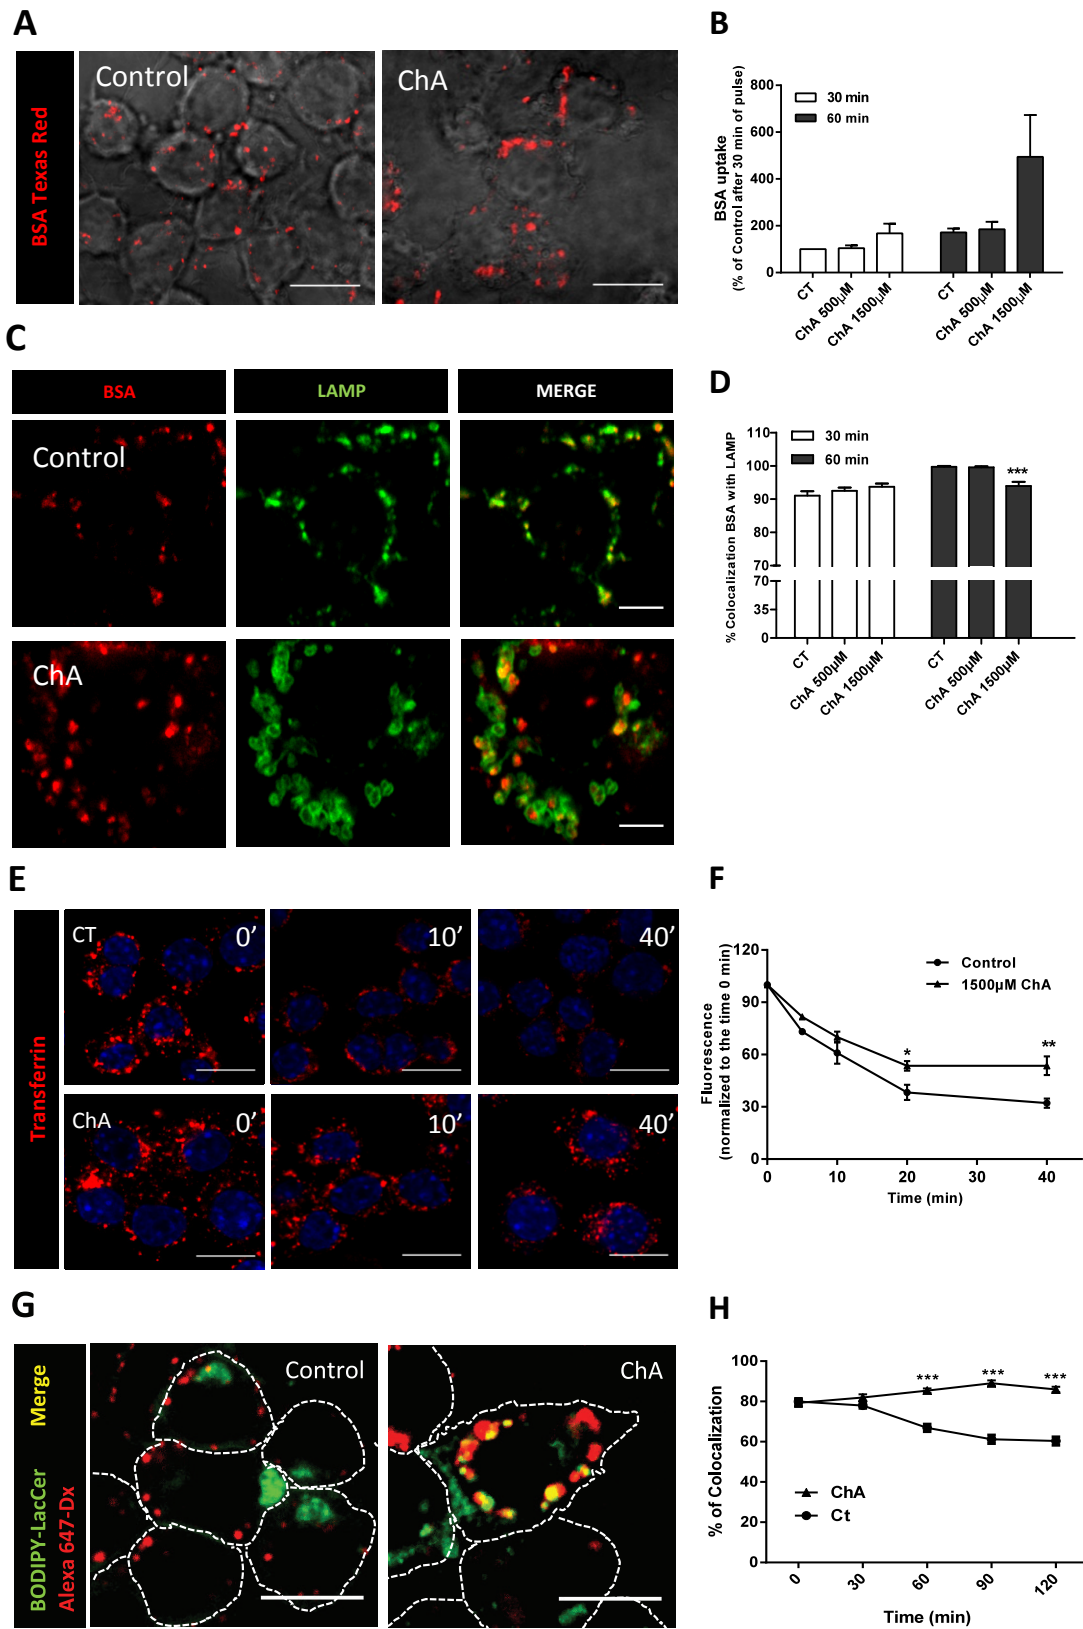 A
BSA Texas Red
Control
ChA
B
BSA uptake
(% of Control after 30 min of pulse)
800
600
400
200
0
30 min
60 min
CT
ChA 500µM
ChA 1500µM
CT
ChA 500µM
ChA 1500µM
C
BSA
LAMP
MERGE
Control
ChA
D
% Colocalization BSA with LAMP
110
100
90
80
70
70
35
0
30 min
60 min
***
CT
ChA 500µM
ChA 1500µM
CT
ChA 500µM
ChA 1500µM
E
Transferrin
CT
0’
10’
40’
ChA
0’
10’
40’
F
Fluorescence
(normalized to the time 0 min)
120
90
60
30
0
Control
1500µM ChA
*
**
0
10
20
30
40
Time (min)
G
BODIPY-LacCer Merge
Alexa 647-Dx
Control
ChA
H
% of Colocalization
100
80
60
40
20
0
***
***
***
ChA
Ct
0
30
60
90
120
Time (min)